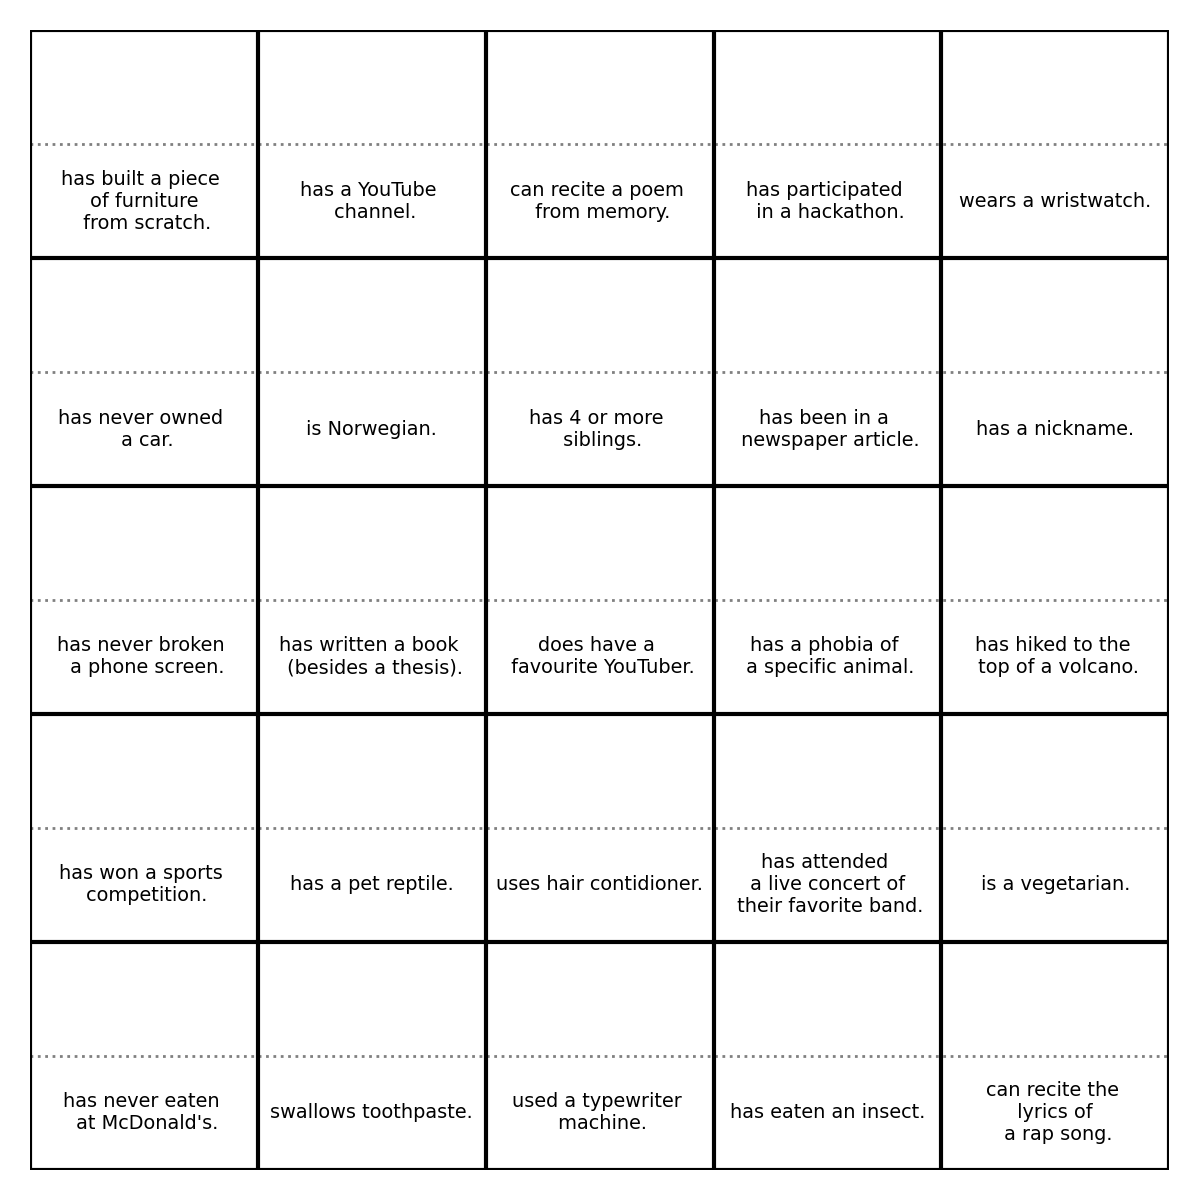 has built a piece
of furniture
from scratch.
has a YouTube
channel.
can recite a poem
from memory.
has participated
in a hackathon.
wears a wristwatch.
has never owned
a car.
is Norwegian.
has 4 or more
siblings.
has been in a
newspaper article.
has a nickname.
has never broken
a phone screen.
has written a book
(besides a thesis).
does have a
favourite YouTuber.
has a phobia of
a specific animal.
has hiked to the
top of a volcano.
has won a sports
competition.
has a pet reptile.
uses hair contidioner.
has attended
a live concert of
their favorite band.
is a vegetarian.
has never eaten
at McDonald's.
swallows toothpaste.
used a typewriter
machine.
has eaten an insect.
can recite the
lyrics of
a rap song.